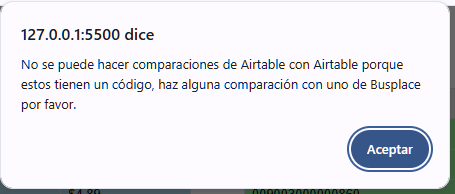 127.0.0.1:5500 dice
No se puede hacer comparaciones de Airtable con Airtable porque
estos tienen un código, haz alguna comparación con uno de Busplace
por favor.
Aceptar